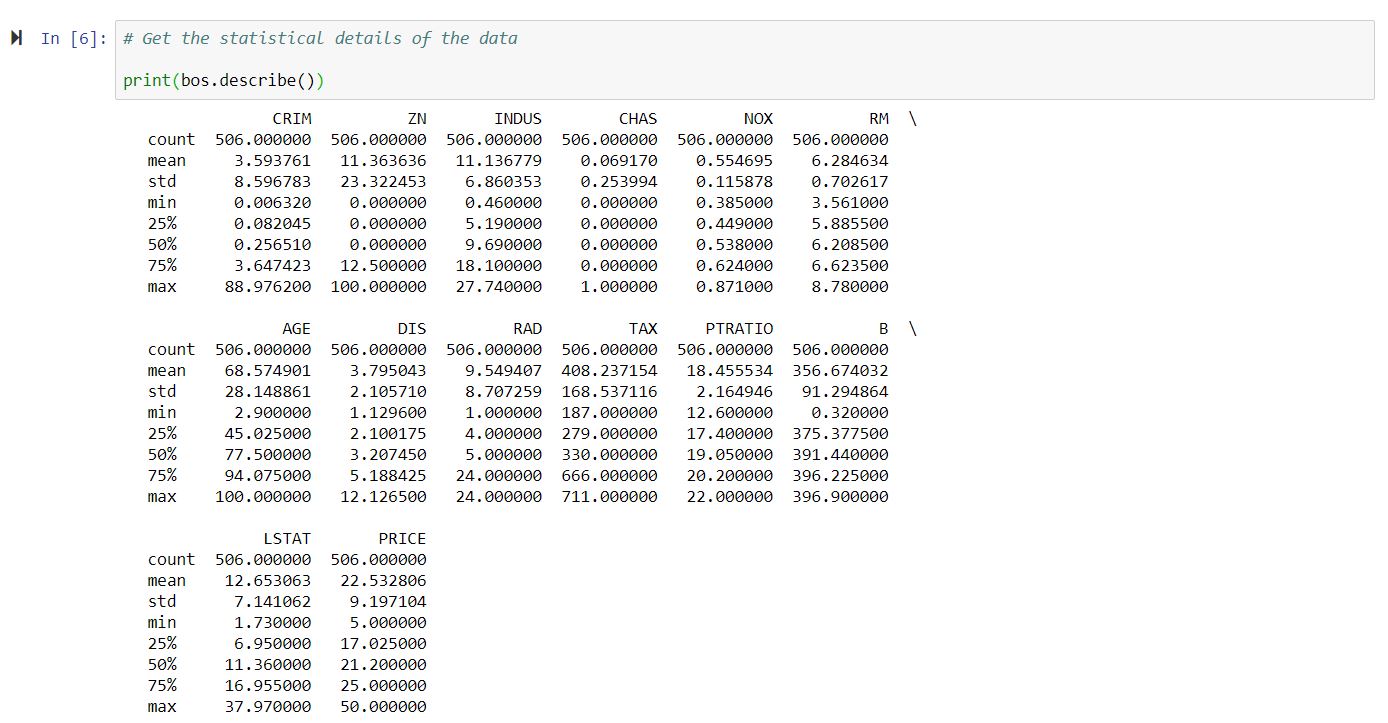 In [6]: # Get the statistical details of the data
print(bos.describe())
CRIM ZN INDUS CHAS NOX RM \
count 506.000000 506.000000 506.000000 506.000000 506.000000 506.000000
mean 3.593761 11.363636 11.136779 0.069170 0.554695 6.284634
std 8.596783 23.322453 6.860353 0.253994 0.115878 0.702617
min 0.006320 0.000000 0.460000 0.000000 0.385000 3.561000
25% 0.082045 0.000000 5.190000 0.000000 0.449000 5.885500
50% 0.256510 0.000000 9.690000 0.000000 0.538000 6.208500
75% 3.647423 12.500000 18.100000 0.000000 0.624000 6.623500
max 88.976200 100.000000 27.740000 1.000000 0.871000 8.780000
AGE DIS RAD TAX PTRATIO B \
count 506.000000 506.000000 506.000000 506.000000 506.000000 506.000000
mean 68.574901 3.795043 9.549407 408.237154 18.455534 356.674032
std 28.148861 2.105710 8.707259 168.537116 2.164946 91.294864
min 2.900000 1.129600 1.000000 187.000000 12.600000 0.320000
25% 45.025000 2.100175 4.000000 279.000000 17.400000 375.377500
50% 77.500000 3.207450 5.000000 330.000000 19.050000 391.440000
75% 94.075000 5.188425 24.000000 666.000000 20.200000 396.225000
max 100.000000 12.126500 24.000000 711.000000 22.000000 396.900000
LSTAT PRICE
count 506.000000 506.000000
mean 12.653063 22.532806
std 7.141062 9.197104
min 1.730000 5.000000
25% 6.950000 17.025000
50% 11.360000 21.200000
75% 16.955000 25.000000
max 37.970000 50.000000